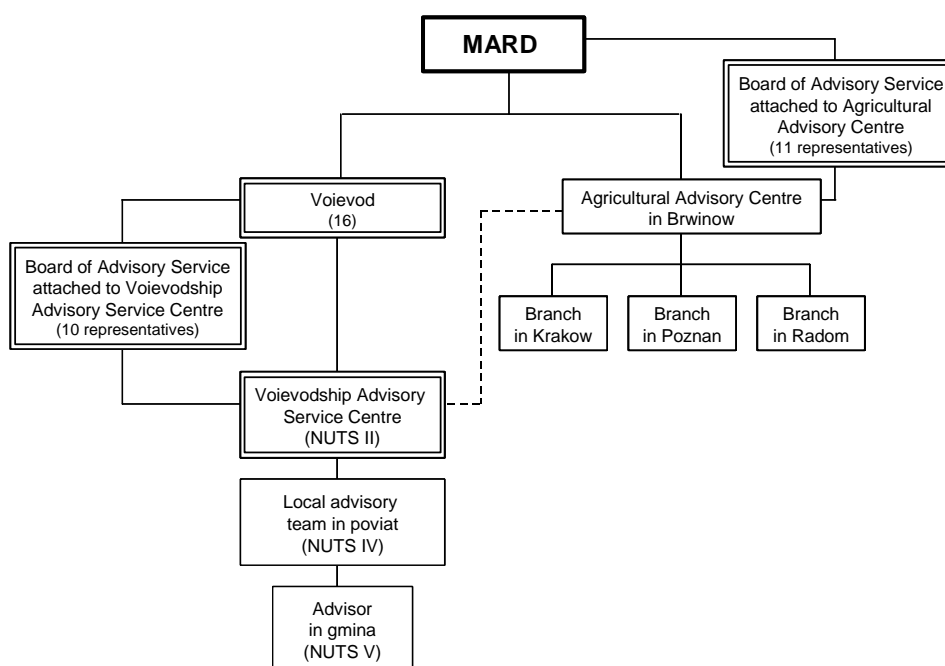 MARD
Board of Advisory Service
attached to Agricultural
Advisory Centre
(11 representatives)
Voievod
(16)
Agricultural Advisory Centre
in Brwinow
Board of Advisory Service
attached to Voievodship
Advisory Service Centre
(10 representatives)
Branch
in Krakow
Branch
in Poznan
Branch
in Radom
Voievodship Advisory
Service Centre
(NUTS II)
Local advisory
team in poviat
(NUTS IV)
Advisor
in gmina
(NUTS V)